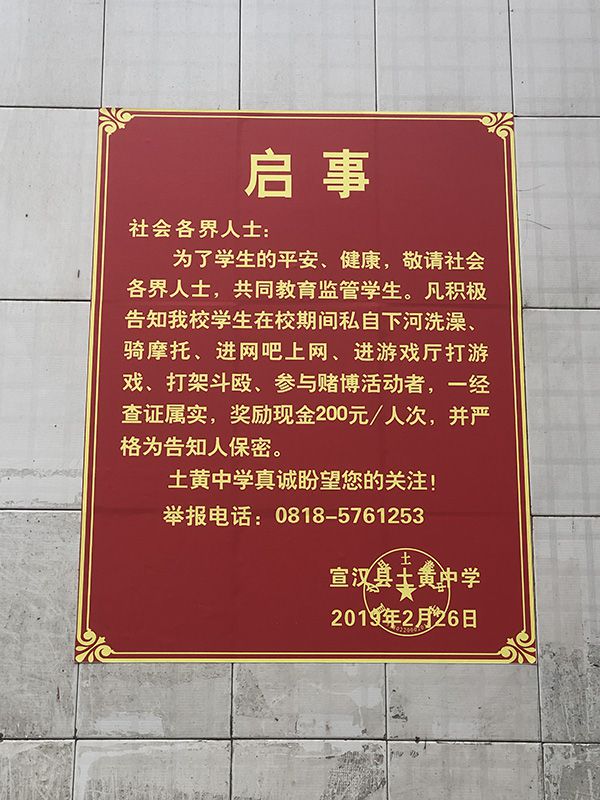 启事
社会各界人士：
为了学生的平安、健康，敬请社会
各界人士，共同教育监管学生。凡积极
告知我校学生在校期间私自下河洗澡、
骑摩托、进网吧上网、进游戏厅打游
戏、打架斗殴、参与赌博活动者，一经
查证属实，奖励现金200元/人次，并严
格为告知人保密。
土黄中学真诚盼望您的关注！
举报电话：0818-5761253
宣汉县土黄中学
2019年2月26日